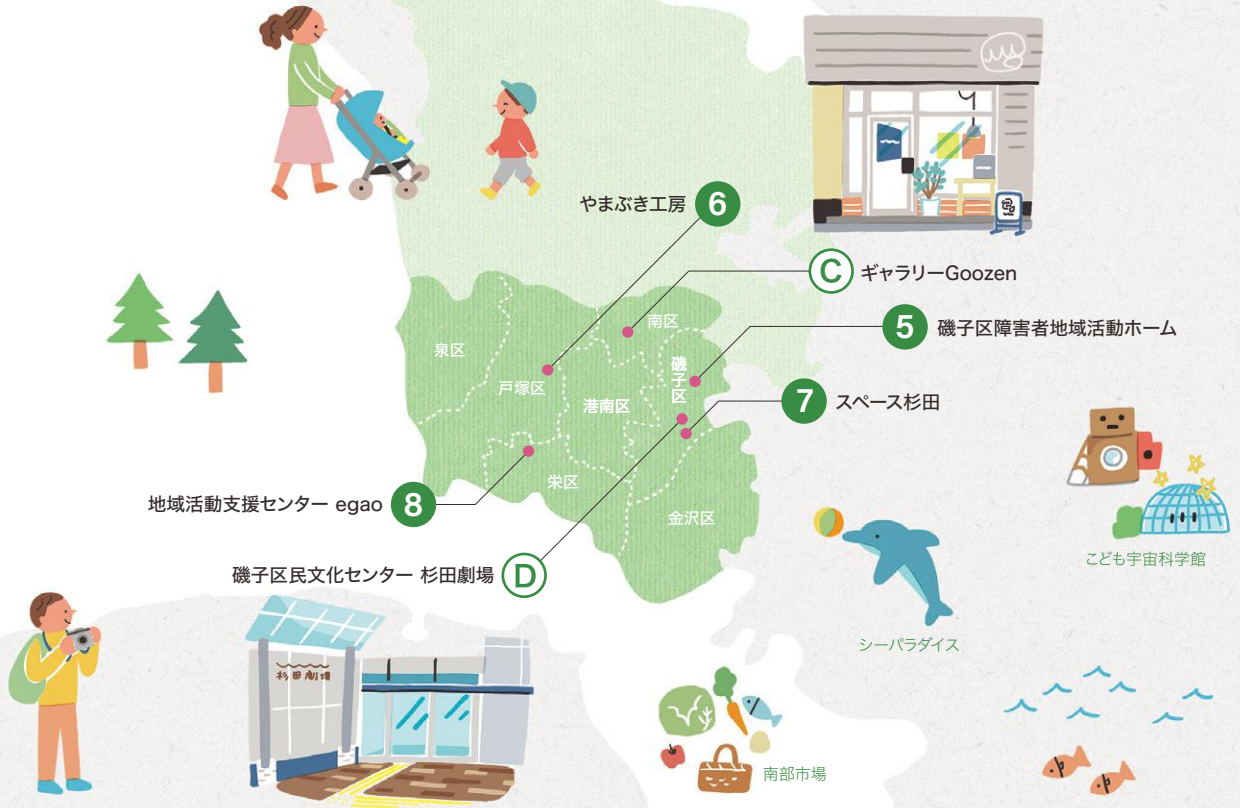 やまぶき工房 6
C ギャラリーGoozen
南区
5 磯子区障害者地域活動ホーム
泉区
磯子区
戸塚区
港南区
7 スペース杉田
栄区
地域活動支援センター egao 8
金沢区
こども宇宙科学館
磯子区民文化センター 杉田劇場 D
シーパラダイス
杉田劇場
南部市場